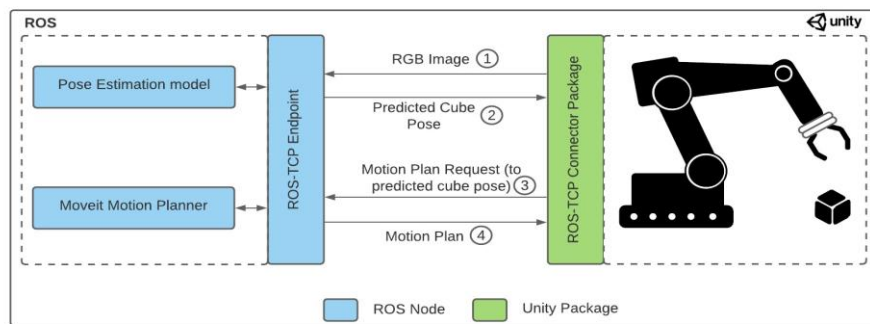 ROS
unity
Pose Estimation model
Moveit Motion Planner
ROS-TCP Endpoint
RGB Image 1
Predicted Cube
Pose 2
Motion Plan Request (to
predicted cube pose) 3
Motion Plan 4
ROS-TCP Connector Package
ROS Node
Unity Package